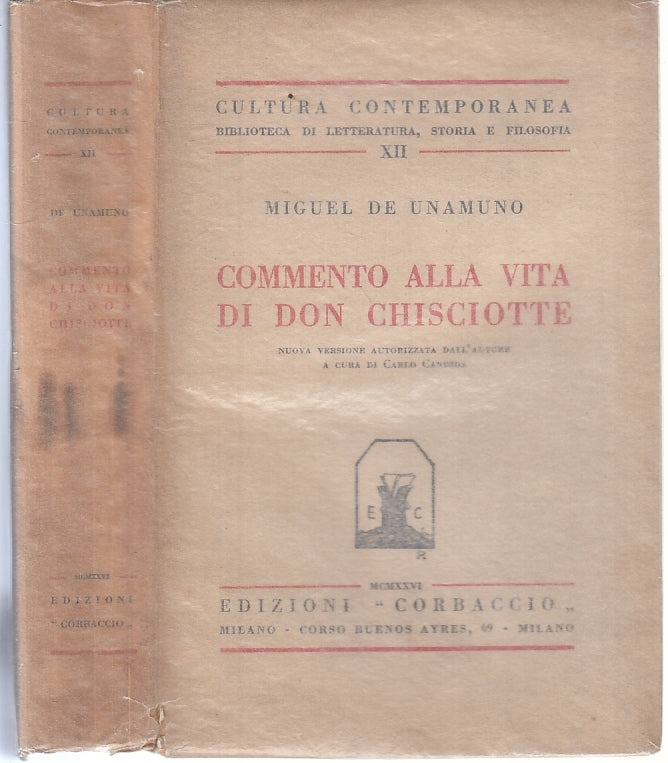 CULTURA
CONTEMPORANEA
XII
DE UNAMUNO
COMMENTO
ALLA VITA
DI DON
CHISCIOTTE
MCMXXVI
EDIZIONI
"CORBACCIO„
CULTURA CONTEMPORANEA
BIBLIOTECA DI LETTERATURA, STORIA E FILOSOFIA
XII
MIGUEL DE UNAMUNO
COMMENTO ALLA VITA
DI DON CHISCIOTTE
NUOVA VERSIONE AUTORIZZATA DALL'AUTORE
A CURA DI CARLO CANDIDA
E C
R
MCMXXVI
EDIZIONI "CORBACCIO„
MILANO - CORSO BUENOS AYRES, 69 - MILANO